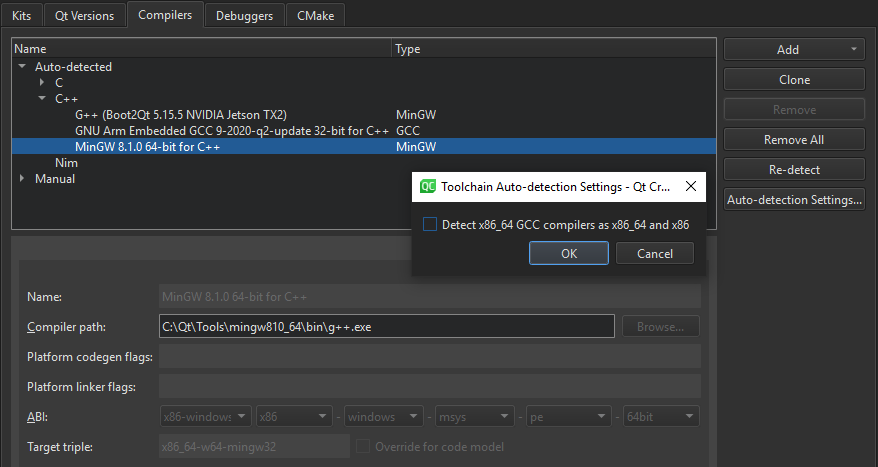 Kits Qt Versions Compilers Debuggers CMake
Name Type
Auto-detected
C
C++
G++ (Boot2Qt 5.15.5 NVIDIA Jetson TX2) MinGW
GNU Arm Embedded GCC 9-2020-q2-update 32-bit for C++ GCC
MinGW 8.1.0 64-bit for C++ MinGW
Nim
Manual
Add
Clone
Remove
Remove All
Re-detect
Auto-detection Settings...
QC Toolchain Auto-detection Settings - Qt Cr...
Detect x86_64 GCC compilers as x86_64 and x86
OK Cancel
Name: MinGW 8.1.0 64-bit for C++
Compiler path: C:\Qt\Tools\mingw810_64\bin\g++.exe Browse...
Platform codegen flags:
Platform linker flags:
ABI: x86-windows x86 - windows - msys - pe - 64bit
Target triple: x86_64-w64-mingw32 Override for code model